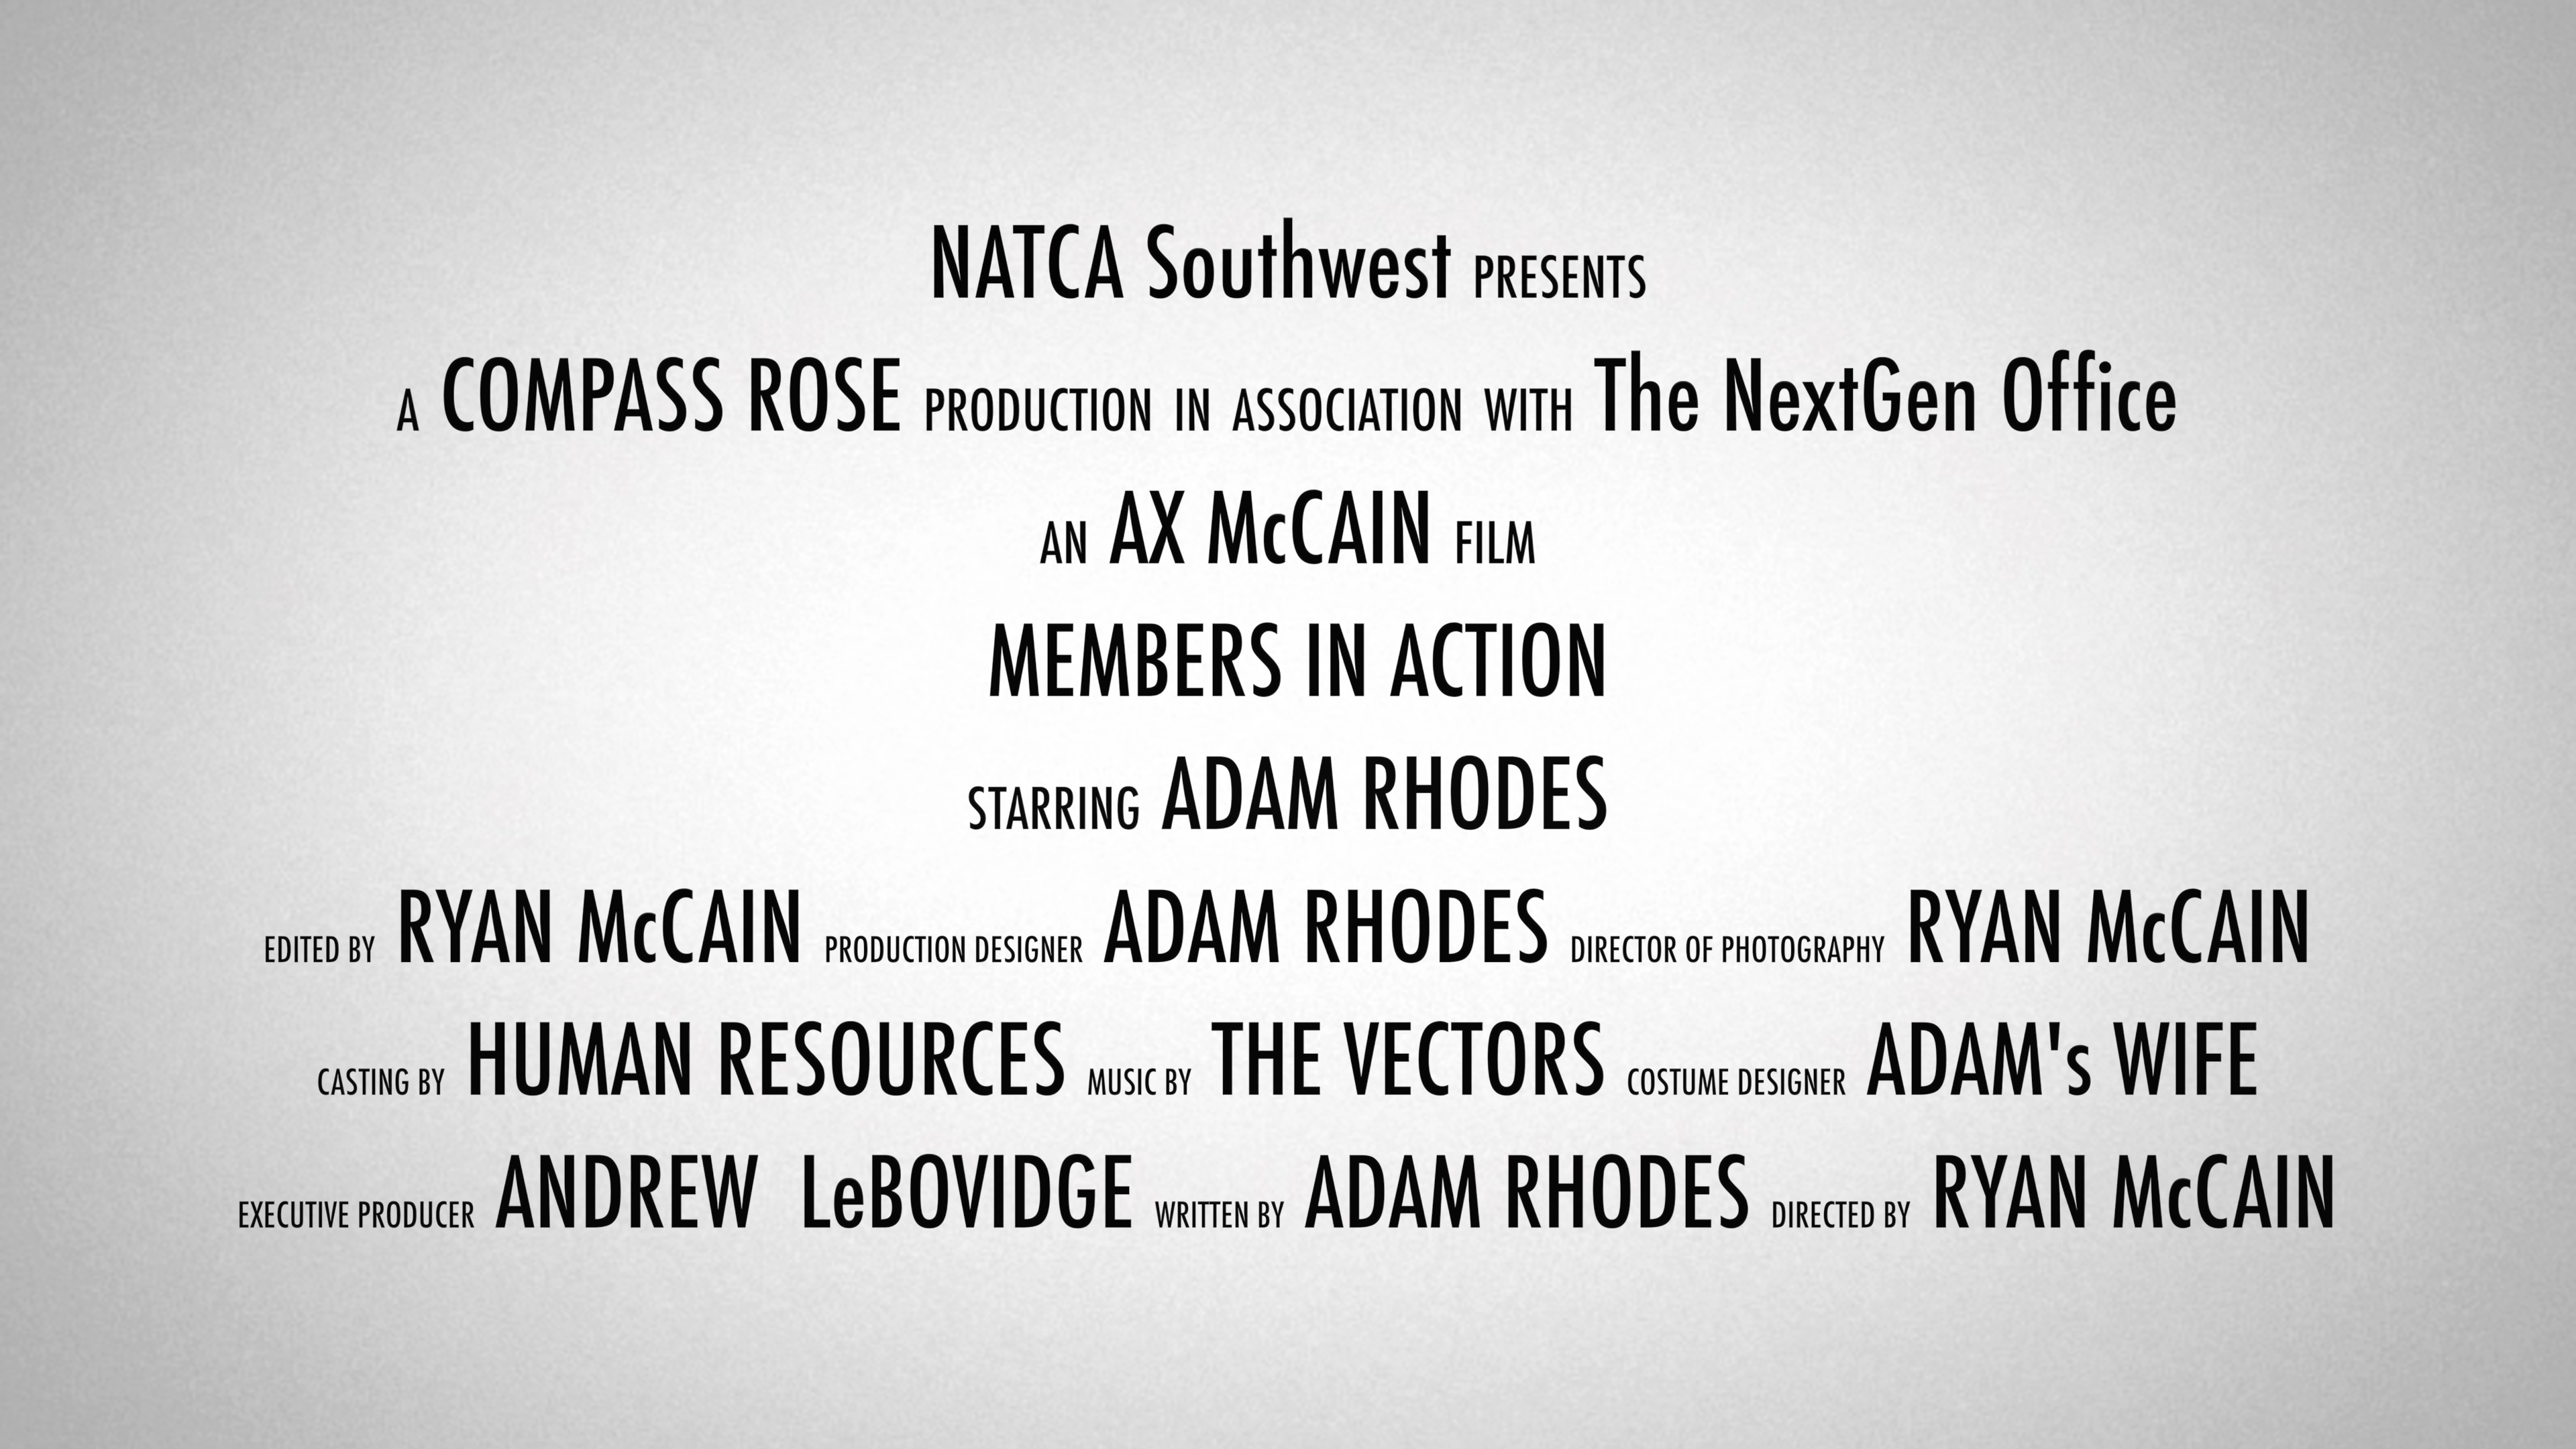 NATCA Southwest PRESENTS
A COMPASS ROSE PRODUCTION IN ASSOCIATION WITH The NextGen Office
AN AX McCAIN FILM
MEMBERS IN ACTION
STARRING ADAM RHODES
EDITED BY RYAN McCAIN PRODUCTION DESIGNER ADAM RHODES DIRECTOR OF PHOTOGRAPHY RYAN McCAIN
CASTING BY HUMAN RESOURCES MUSIC BY THE VECTORS COSTUME DESIGNER ADAM's WIFE
EXECUTIVE PRODUCER ANDREW LeBOVIDGE WRITTEN BY ADAM RHODES DIRECTED BY RYAN McCAIN